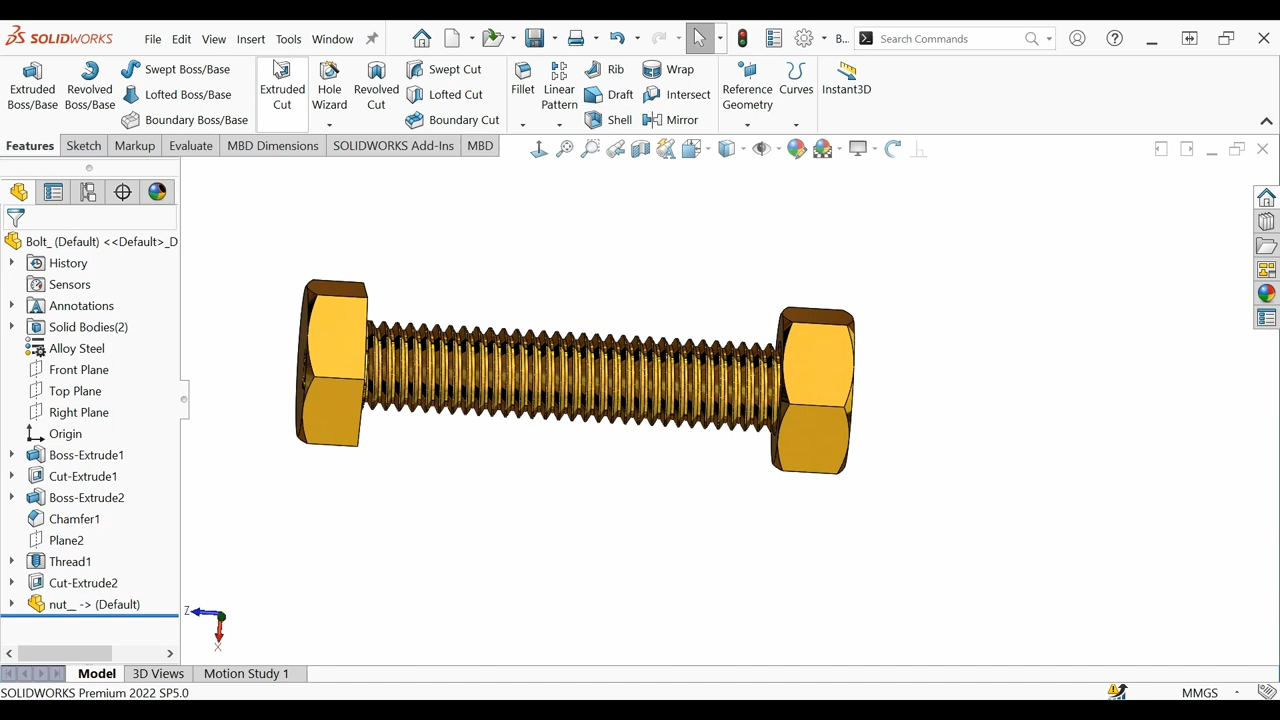 SOLIDWORKS File Edit View Insert Tools Window B... Search Commands
Extruded Boss/Base
Revolved Boss/Base
Swept Boss/Base
Lofted Boss/Base
Boundary Boss/Base
Extruded Cut
Hole Wizard
Revolved Cut
Swept Cut
Lofted Cut
Boundary Cut
Fillet
Linear Pattern
Rib
Draft
Shell
Wrap
Intersect
Mirror
Reference Geometry
Curves
Instant3D
Features Sketch Markup Evaluate MBD Dimensions SOLIDWORKS Add-Ins MBD
Bolt_ (Default) <<Default>_D
History
Sensors
Annotations
Solid Bodies(2)
Alloy Steel
Front Plane
Top Plane
Right Plane
Origin
Boss-Extrude1
Cut-Extrude1
Boss-Extrude2
Chamfer1
Plane2
Thread1
Cut-Extrude2
nut__ -> (Default)
Z
X
Model 3D Views Motion Study 1
SOLIDWORKS Premium 2022 SP5.0 MMGS